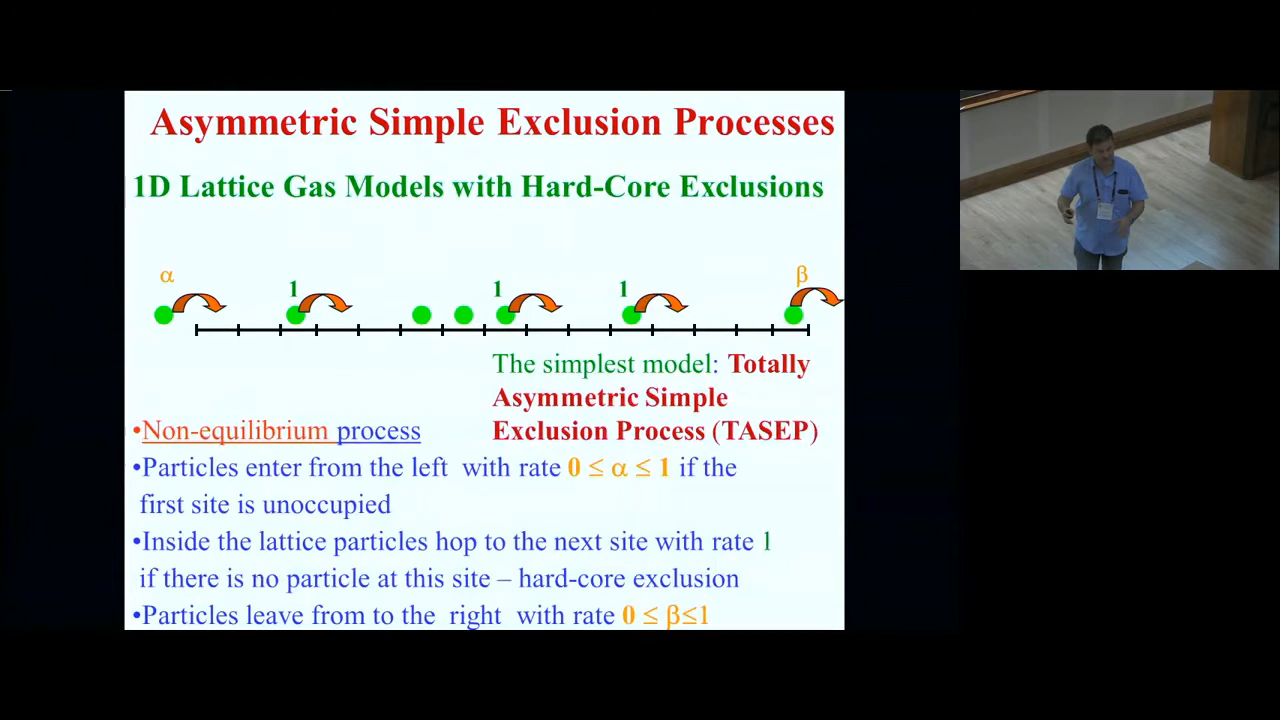 Asymmetric Simple Exclusion Processes
1D Lattice Gas Models with Hard-Core Exclusions
α
1
1
1
β
The simplest model: Totally
Asymmetric Simple
Exclusion Process (TASEP)
•Non-equilibrium process
•Particles enter from the left with rate 0 ≤ α ≤ 1 if the
first site is unoccupied
•Inside the lattice particles hop to the next site with rate 1
if there is no particle at this site – hard-core exclusion
•Particles leave from to the right with rate 0 ≤ β≤1